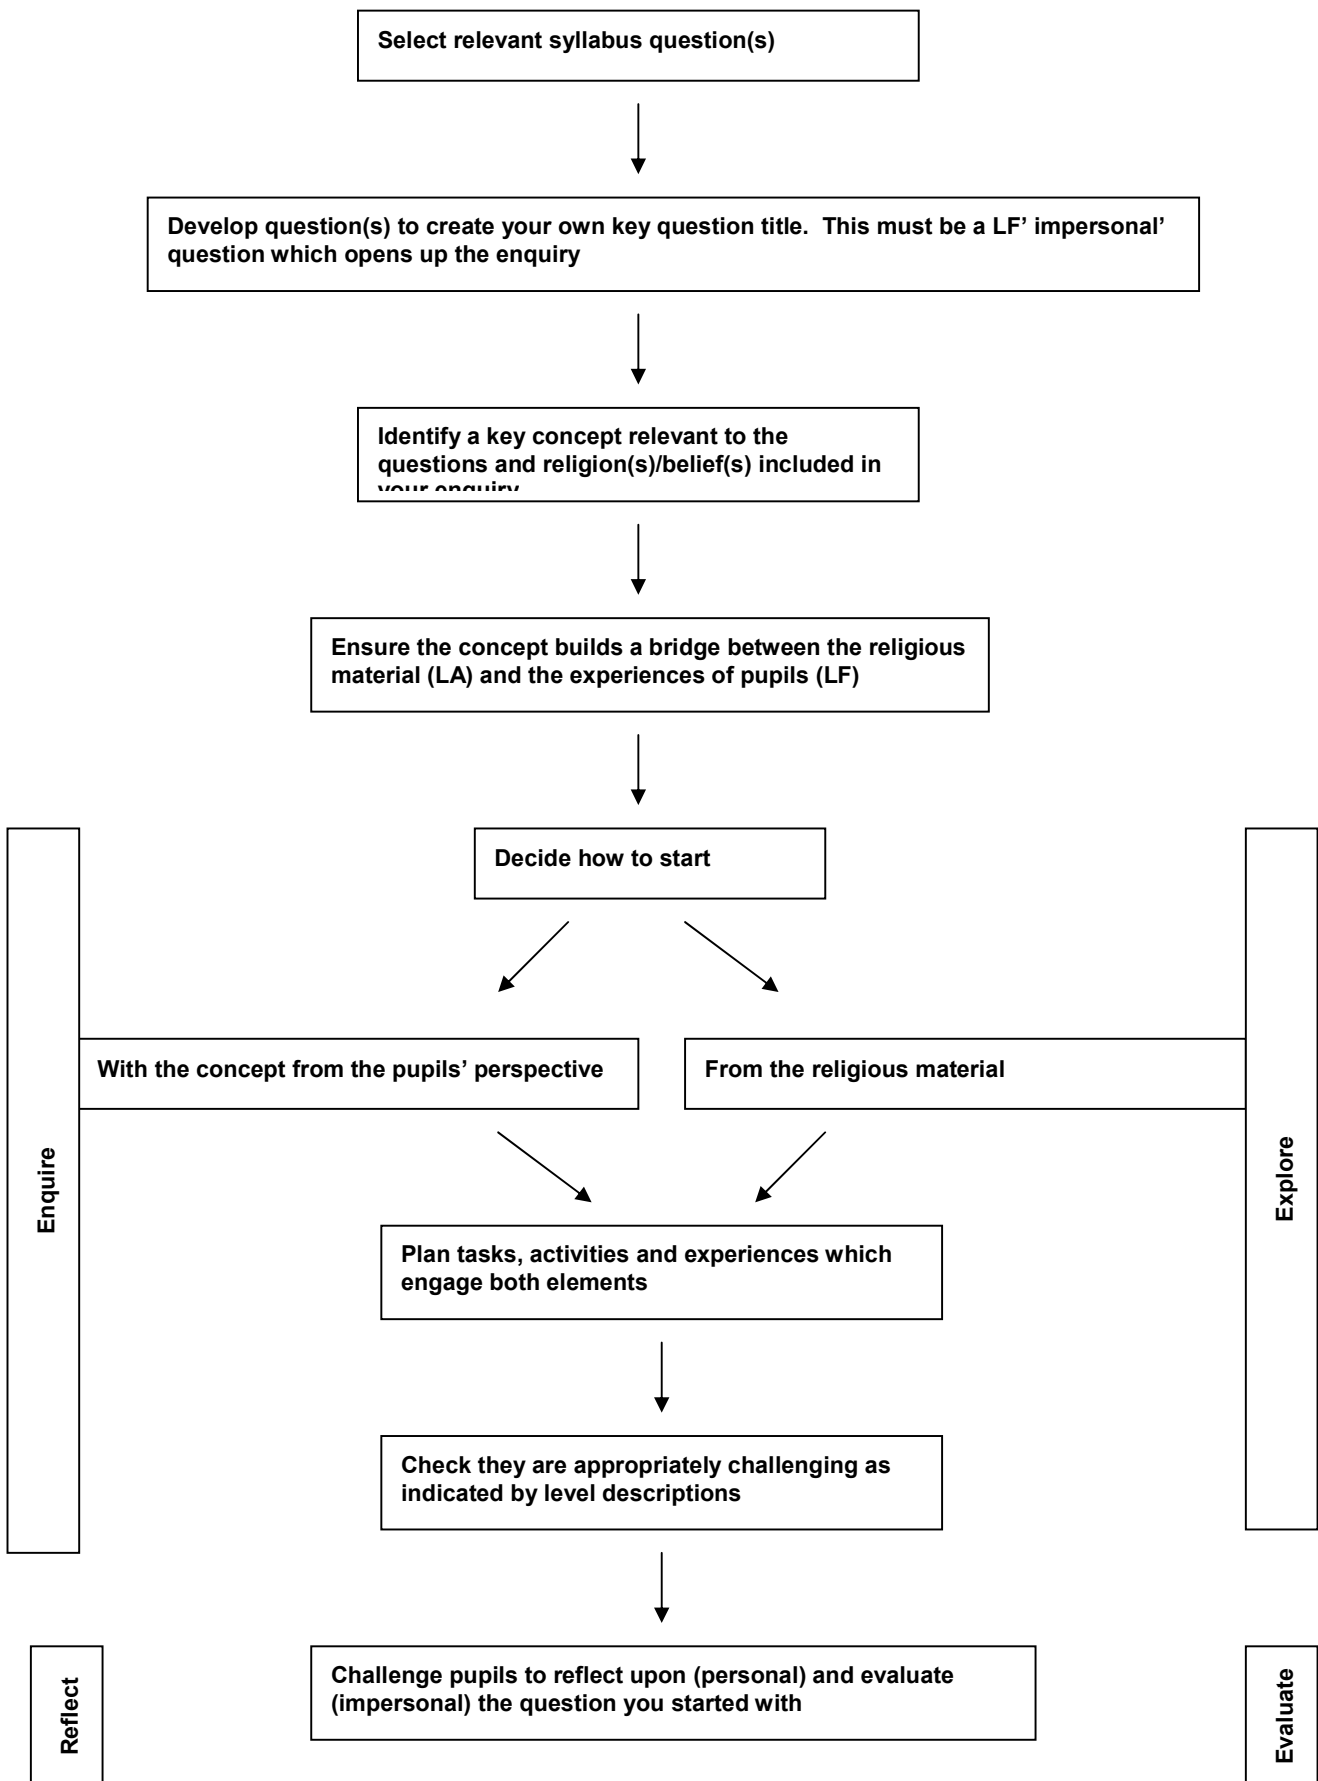 Select relevant syllabus question(s)
Develop question(s) to create your own key question title.  This must be a LF’ impersonal’
question which opens up the enquiry
Identify a key concept relevant to the
questions and religion(s)/belief(s) included in
your enquiry
Ensure the concept builds a bridge between the religious
material (LA) and the experiences of pupils (LF)
Decide how to start
With the concept from the pupils’ perspective
From the religious material
Enquire
Explore
Plan tasks, activities and experiences which
engage both elements
Check they are appropriately challenging as
indicated by level descriptions
Reflect
Challenge pupils to reflect upon (personal) and evaluate
(impersonal) the question you started with
Evaluate